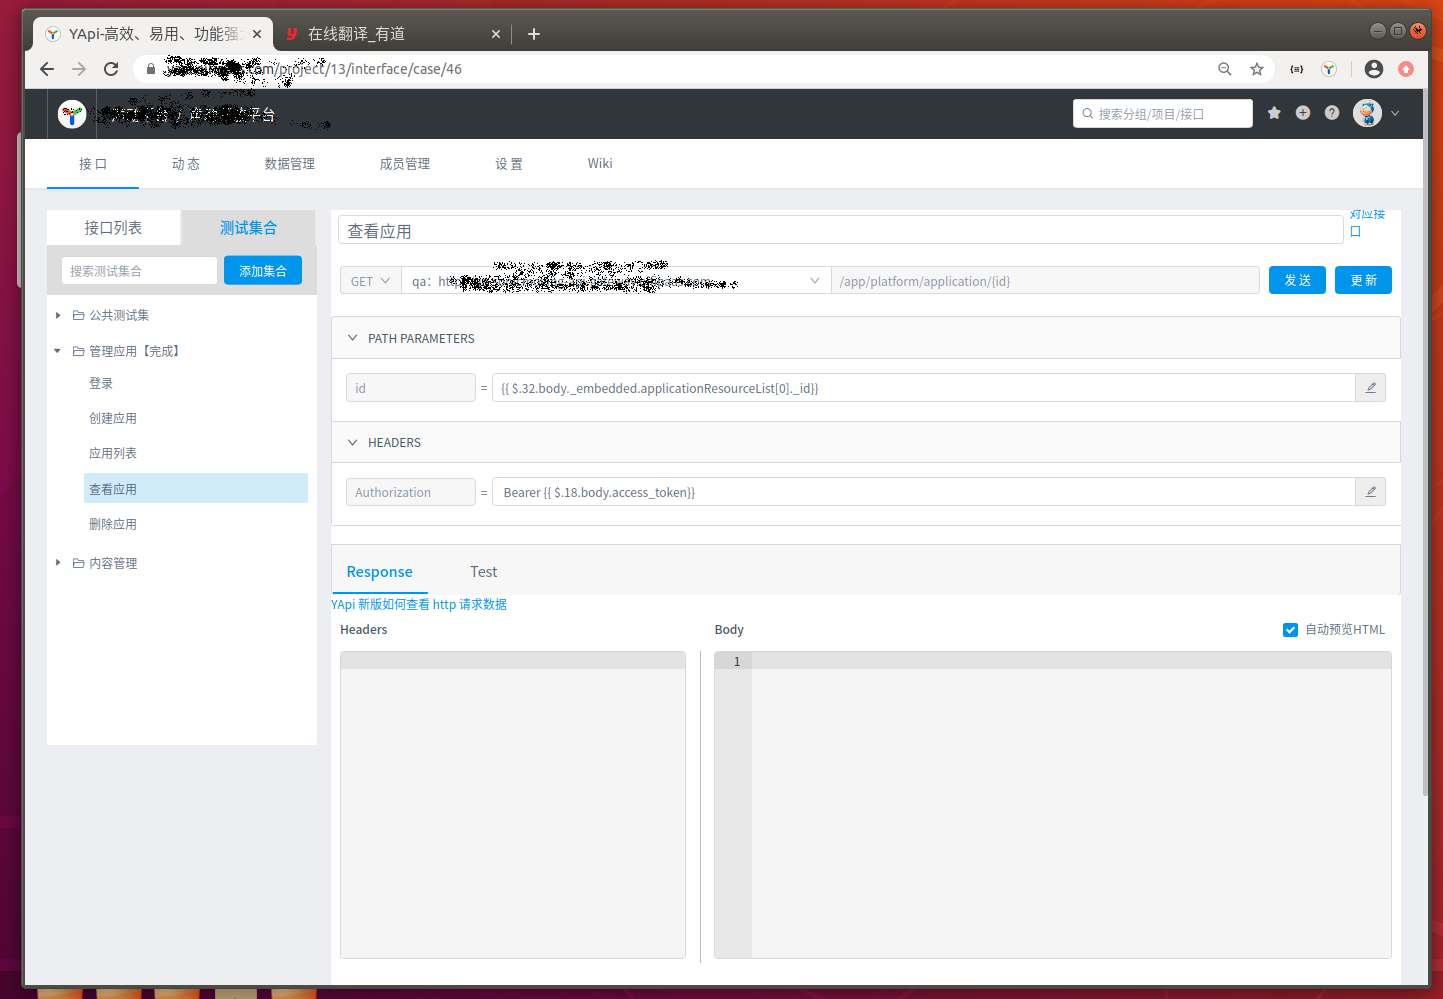 YApi-高效、易用、功能强
在线翻译_有道
om/project/13/interface/case/46
平台
搜索分组/项目/接口
接 口
动 态
数据管理
成员管理
设 置
Wiki
接口列表
测试集合
搜索测试集合
添加集合
公共测试集
管理应用【完成】
登录
创建应用
应用列表
查看应用
删除应用
内容管理
查看应用
对应接
口
GET
qa：http
/app/platform/application/{id}
发 送
更 新
PATH PARAMETERS
id
=
{{ $.32.body._embedded.applicationResourceList[0]._id}}
HEADERS
Authorization
=
Bearer {{ $.18.body.access_token}}
Response
Test
YApi 新版如何查看 http 请求数据
Headers
Body
自动预览HTML
1